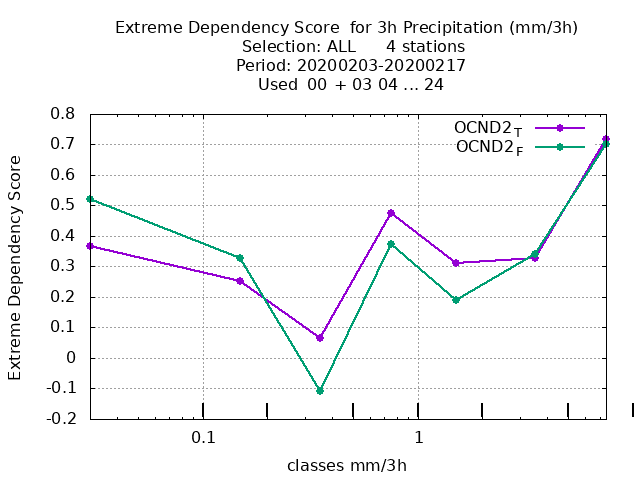 Extreme Dependency Score  for 3h Precipitation (mm/3h)
Selection: ALL      4 stations
Period: 20200203-20200217
Used  00  + 03 04 ... 24
0.8
0.7
0.6
0.5
0.4
0.3
0.2
0.1
0
-0.1
-0.2
Extreme Dependency Score
OCND2T
OCND2F
0.1
1
classes mm/3h